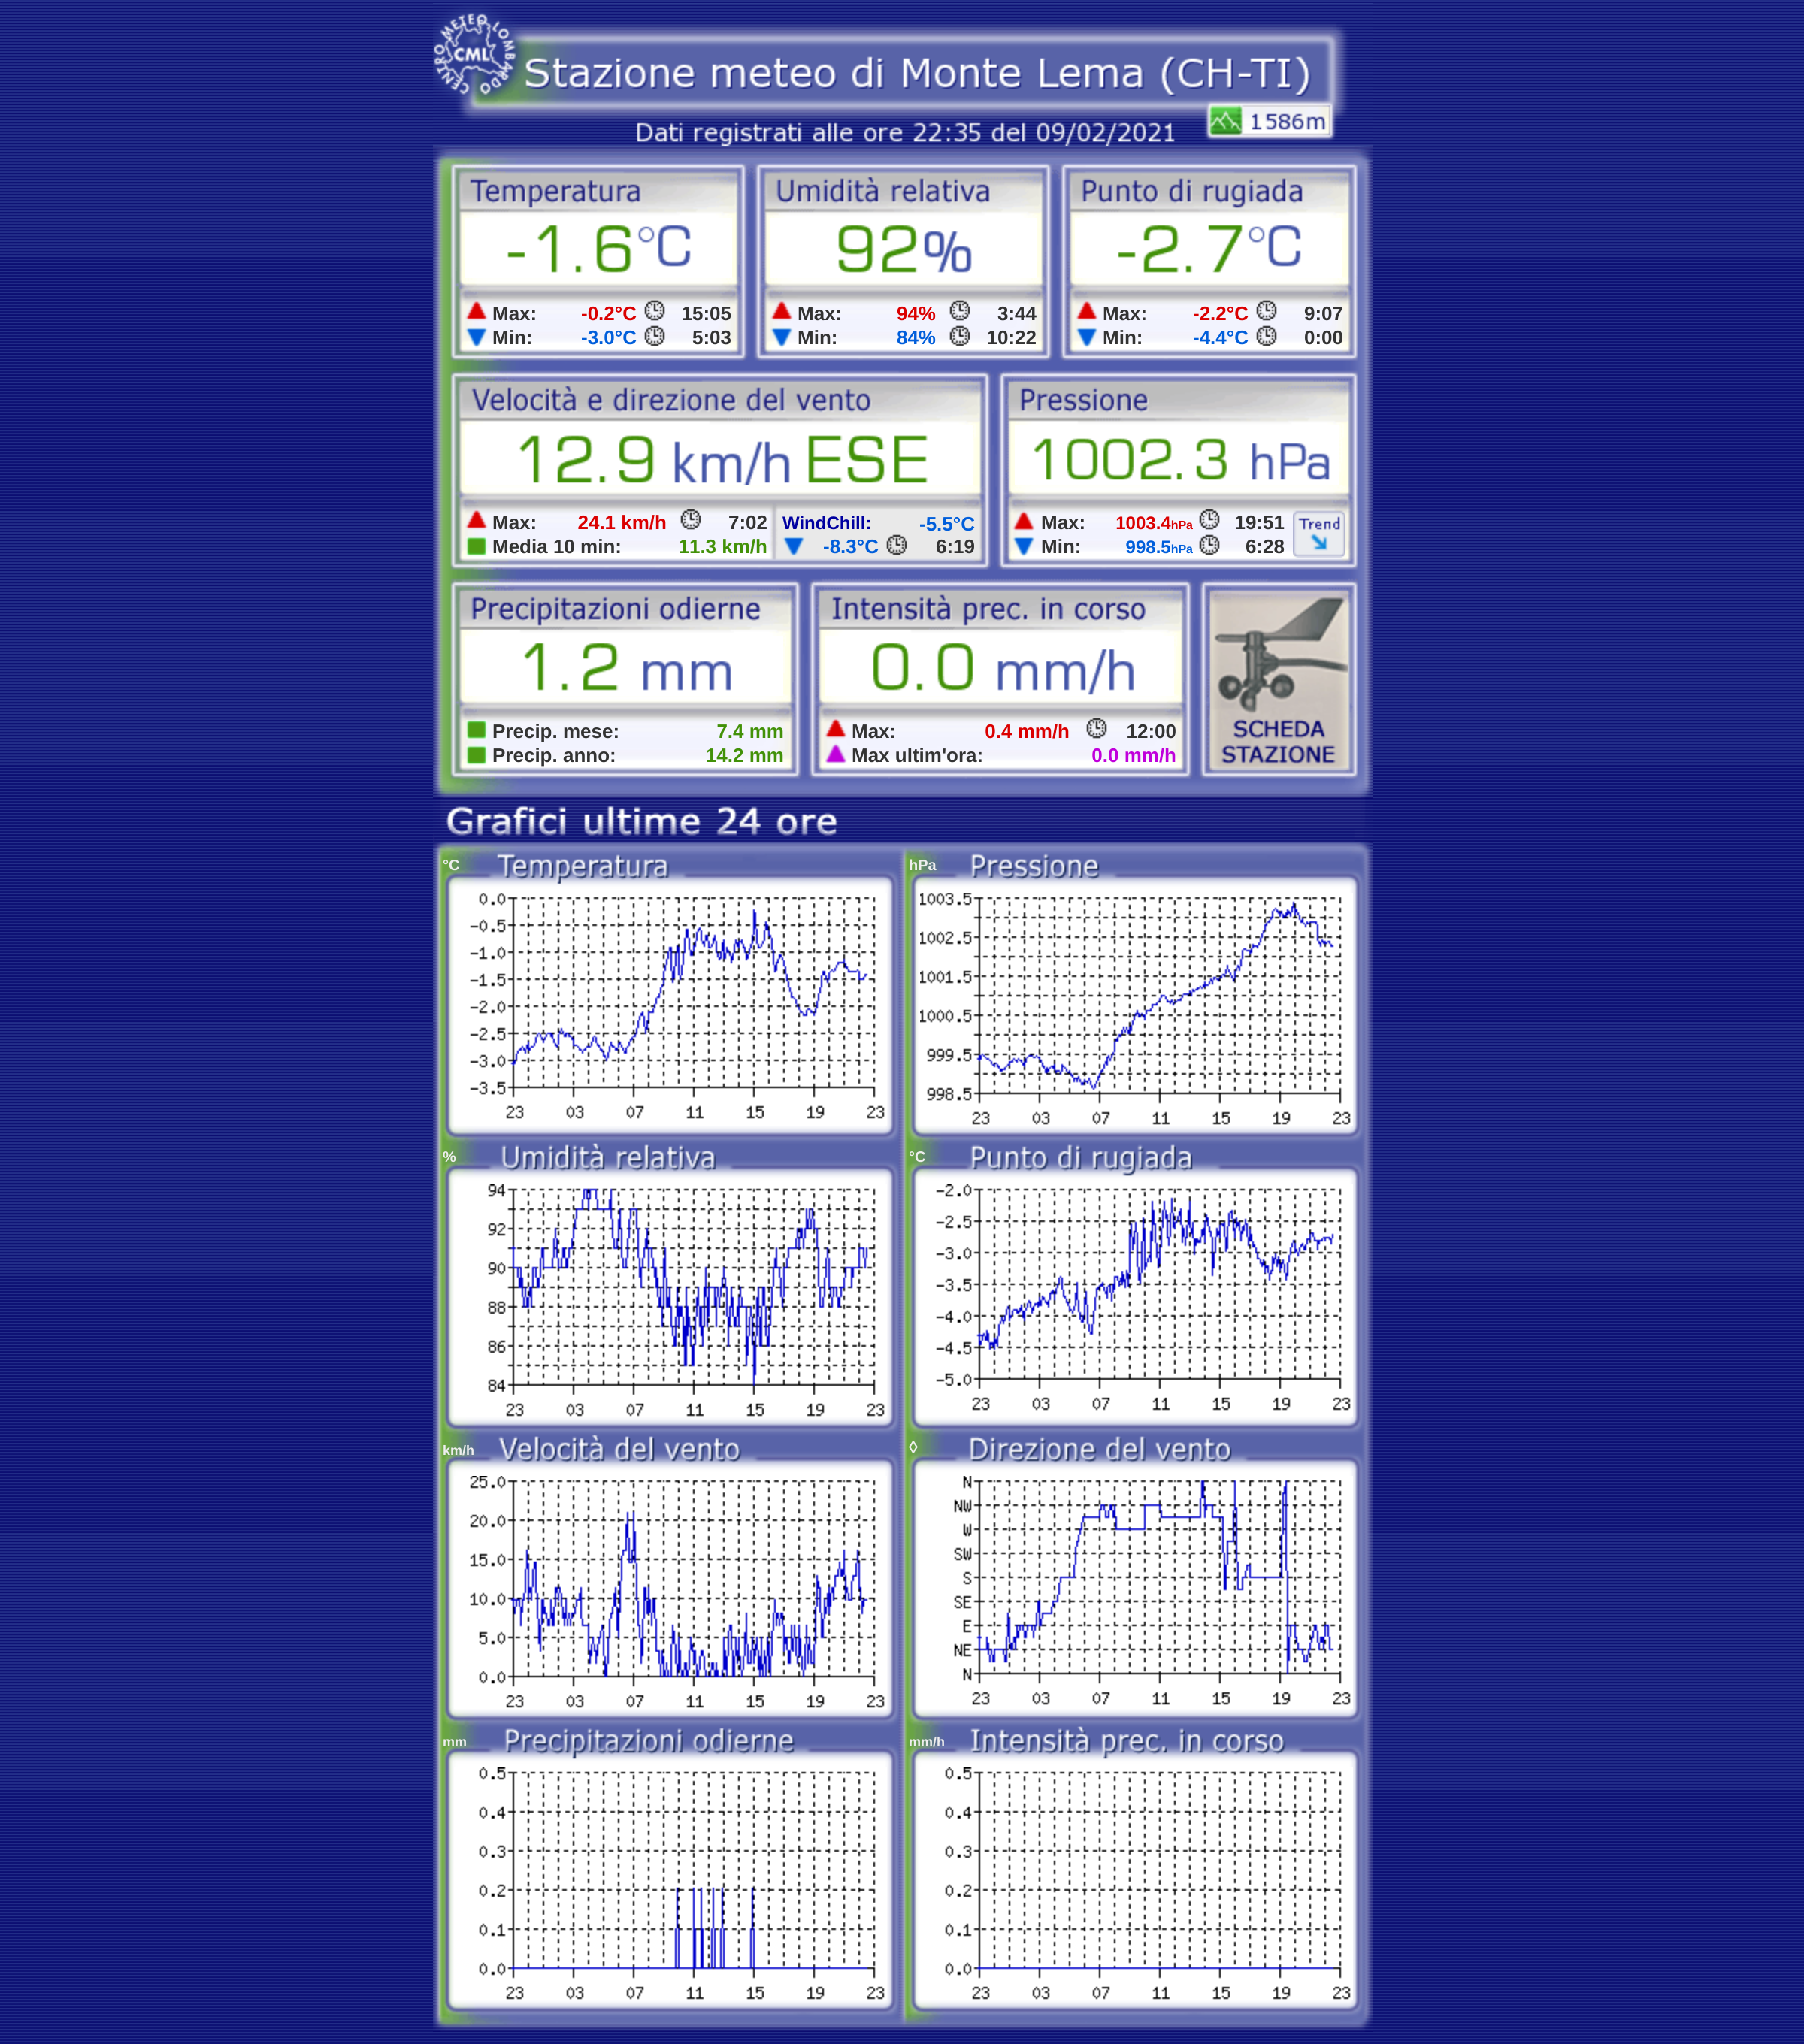 CENTRO METEO LOMBARDO
CML
Stazione meteo di Monte Lema (CH-TI)
1586m
Dati registrati alle ore 22:35 del 09/02/2021
Temperatura Umidità relativa Punto di rugiada
-1.6°C 92% -2.7°C
Max: -0.2°C 15:05 Max: 94% 3:44 Max: -2.2°C 9:07
Min: -3.0°C 5:03 Min: 84% 10:22 Min: -4.4°C 0:00
Velocità e direzione del vento Pressione
12.9 km/h ESE 1002.3 hPa
Max: 24.1 km/h 7:02 WindChill: -5.5°C Max: 1003.4hPa 19:51 Trend
Media 10 min: 11.3 km/h -8.3°C 6:19 Min: 998.5hPa 6:28
Precipitazioni odierne Intensità prec. in corso
1.2 mm 0.0 mm/h
Precip. mese: 7.4 mm Max: 0.4 mm/h 12:00 SCHEDA
Precip. anno: 14.2 mm Max ultim'ora: 0.0 mm/h STAZIONE
Grafici ultime 24 ore
°C Temperatura
0.0
-0.5
-1.0
-1.5
-2.0
-2.5
-3.0
-3.5
23 03 07 11 15 19 23
hPa Pressione
1003.5
1002.5
1001.5
1000.5
999.5
998.5
23 03 07 11 15 19 23
% Umidità relativa
94
92
90
88
86
84
23 03 07 11 15 19 23
°C Punto di rugiada
-2.0
-2.5
-3.0
-3.5
-4.0
-4.5
-5.0
23 03 07 11 15 19 23
km/h Velocità del vento
25.0
20.0
15.0
10.0
5.0
0.0
23 03 07 11 15 19 23
◊ Direzione del vento
N
NW
W
SW
S
SE
E
NE
N
23 03 07 11 15 19 23
mm Precipitazioni odierne
0.5
0.4
0.3
0.2
0.1
0.0
23 03 07 11 15 19 23
mm/h Intensità prec. in corso
0.5
0.4
0.3
0.2
0.1
0.0
23 03 07 11 15 19 23